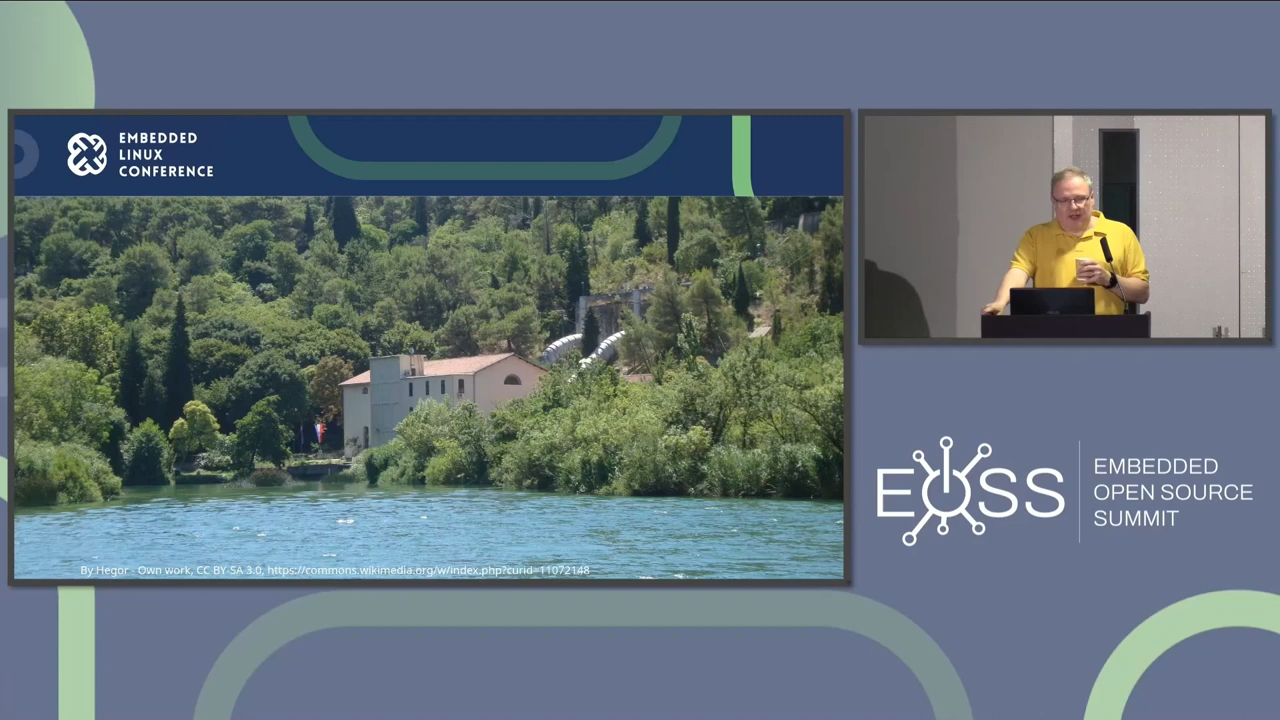 EMBEDDED
LINUX
CONFERENCE
By Hegor - Own work, CC BY-SA 3.0, https://commons.wikimedia.org/w/index.php?curid=11072148
EOSS
EMBEDDED
OPEN SOURCE
SUMMIT